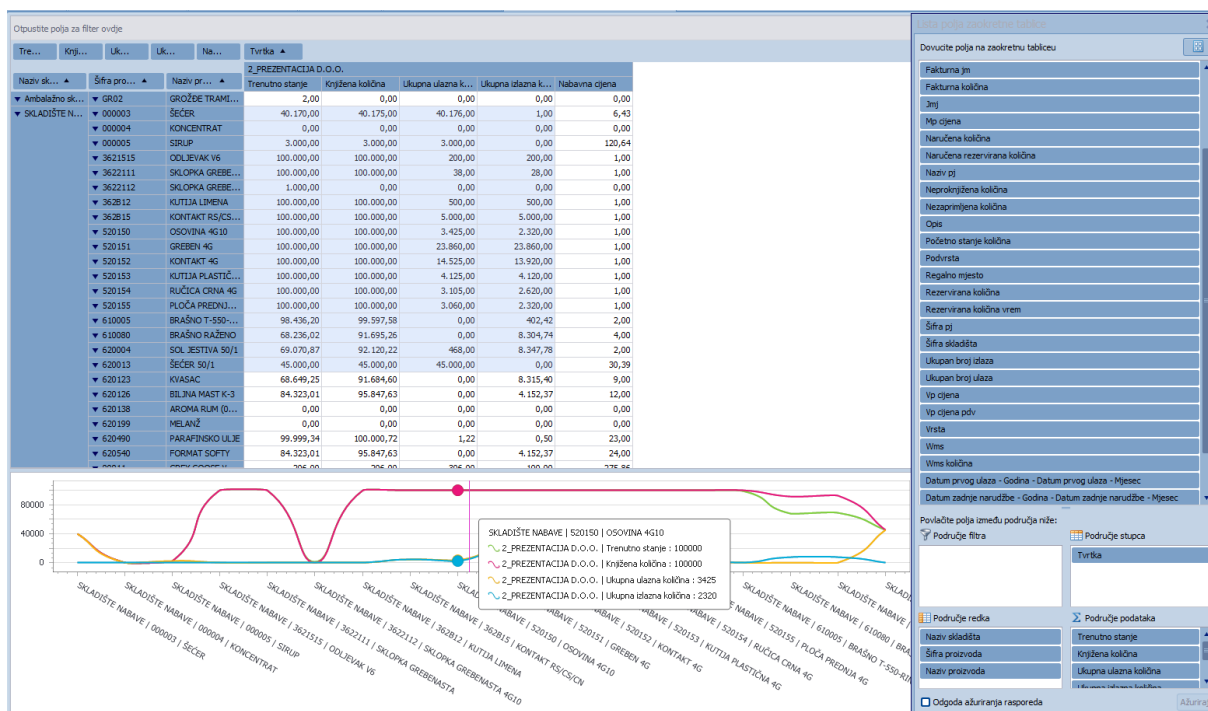 Otpustite polja za filter ovdje
Tre... Knji... Uk... Uk... Na... Tvrtka
2_PREZENTACIJA D.O.O.
Naziv sk... Šifra pro... Naziv pr... Trenutno stanje Knjižena količina Ukupna ulazna k... Ukupna izlazna k... Nabavna cijena
Ambalažno sk... GR02 GROŽĐE TRAMI... 2,00 0,00 0,00 0,00 0,00
SKLADIŠTE N... 000003 ŠEĆER 40.170,00 40.175,00 40.176,00 1,00 6,43
000004 KONCENTRAT 0,00 0,00 0,00 0,00 0,00
000005 SIRUP 3.000,00 3.000,00 3.000,00 0,00 120,64
3621515 ODLJEVAK V6 100.000,00 100.000,00 200,00 200,00 1,00
3622111 SKLOPKA GREBE... 100.000,00 100.000,00 38,00 28,00 1,00
3622112 SKLOPKA GREBE... 1.000,00 0,00 0,00 0,00 0,00
362B12 KUTIJA LIMENA 100.000,00 100.000,00 500,00 500,00 1,00
362B15 KONTAKT RS/CS... 100.000,00 100.000,00 5.000,00 5.000,00 1,00
520150 OSOVINA 4G10 100.000,00 100.000,00 3.425,00 2.320,00 1,00
520151 GREBEN 4G 100.000,00 100.000,00 23.860,00 23.860,00 1,00
520152 KONTAKT 4G 100.000,00 100.000,00 14.525,00 13.920,00 1,00
520153 KUTIJA PLASTIČ... 100.000,00 100.000,00 4.125,00 4.120,00 1,00
520154 RUČICA CRNA 4G 100.000,00 100.000,00 3.105,00 2.620,00 1,00
520155 PLOČA PREDNJ... 100.000,00 100.000,00 3.060,00 2.320,00 1,00
610005 BRAŠNO T-550-... 98.436,20 99.597,58 0,00 402,42 2,00
610080 BRAŠNO RAŽENO 68.236,02 91.695,26 0,00 8.304,74 4,00
620004 SOL JESTIVA 50/1 69.070,87 92.120,22 468,00 8.347,78 2,00
620013 ŠEĆER 50/1 45.000,00 45.000,00 45.000,00 0,00 30,39
620123 KVASAC 68.649,25 91.684,60 0,00 8.315,40 9,00
620126 BILJNA MAST K-3 84.323,01 95.847,63 0,00 4.152,37 12,00
620138 AROMA RUM (0... 0,00 0,00 0,00 0,00 0,00
620199 MELANŽ 0,00 0,00 0,00 0,00 0,00
620490 PARAFINSKO ULJE 99.999,34 100.000,72 1,22 0,50 23,00
620540 FORMAT SOFTY 84.323,01 95.847,63 0,00 4.152,37 24,00
80000
40000
0
SKLADIŠTE NABAVE | 520150 | OSOVINA 4G10
2_PREZENTACIJA D.O.O. | Trenutno stanje : 100000
2_PREZENTACIJA D.O.O. | Knjižena količina : 100000
2_PREZENTACIJA D.O.O. | Ukupna ulazna količina : 3425
2_PREZENTACIJA D.O.O. | Ukupna izlazna količina : 2320
SKLADIŠTE NABAVE | 000003 | ŠEĆER
SKLADIŠTE NABAVE | 000004 | KONCENTRAT
SKLADIŠTE NABAVE | 000005 | SIRUP
SKLADIŠTE NABAVE | 3621515 | ODLJEVAK V6
SKLADIŠTE NABAVE | 3622111 | SKLOPKA GREBENASTA
SKLADIŠTE NABAVE | 3622112 | SKLOPKA GREBENASTA 4G10
SKLADIŠTE NABAVE | 362B12 | KUTIJA LIMENA
SKLADIŠTE NABAVE | 362B15 | KONTAKT RS/CS/CN
NABAVE | 520150 | OSOVINA 4G10
NABAVE | 520151 | GREBEN 4G
NABAVE | 520152 | KONTAKT 4G
NABAVE | 520153 | KUTIJA PLASTIČNA 4G
NABAVE | 520154 | RUČICA CRNA 4G
SKLADIŠTE NABAVE | 520155 | PLOČA PREDNJA 4G
SKLADIŠTE NABAVE | 610005 | BRAŠNO T-550-RIN
SKLADIŠTE NABAVE | 610080 | BRA
SKLADIŠTE NABAVE
Lista polja zaokretne tablice
Dovucite polja na zaokretnu tabliceu
Fakturna jm
Fakturna količina
Jmj
Mp cijena
Naručena količina
Naručena rezervirana količina
Naziv pj
Neproknjižena količina
Nezaprimljena količina
Opis
Početno stanje količina
Podvrsta
Regalno mjesto
Rezervirana količina
Rezervirana količina vrem
Šifra pj
Šifra skladišta
Ukupan broj izlaza
Ukupan broj ulaza
Vp cijena
Vp cijena pdv
Vrsta
Wms
Wms količina
Datum prvog ulaza - Godina - Datum prvog ulaza - Mjesec
Datum zadnje narudžbe - Godina - Datum zadnje narudžbe - Mjesec
Povlačite polja između područja niže:
Područje filtra
Područje stupca
Tvrtka
Područje redka
Naziv skladišta
Šifra proizvoda
Naziv proizvoda
Područje podataka
Trenutno stanje
Knjižena količina
Ukupna ulazna količina
Ukupna izlazna količina
Odgoda ažuriranja rasporeda
Ažuriraj